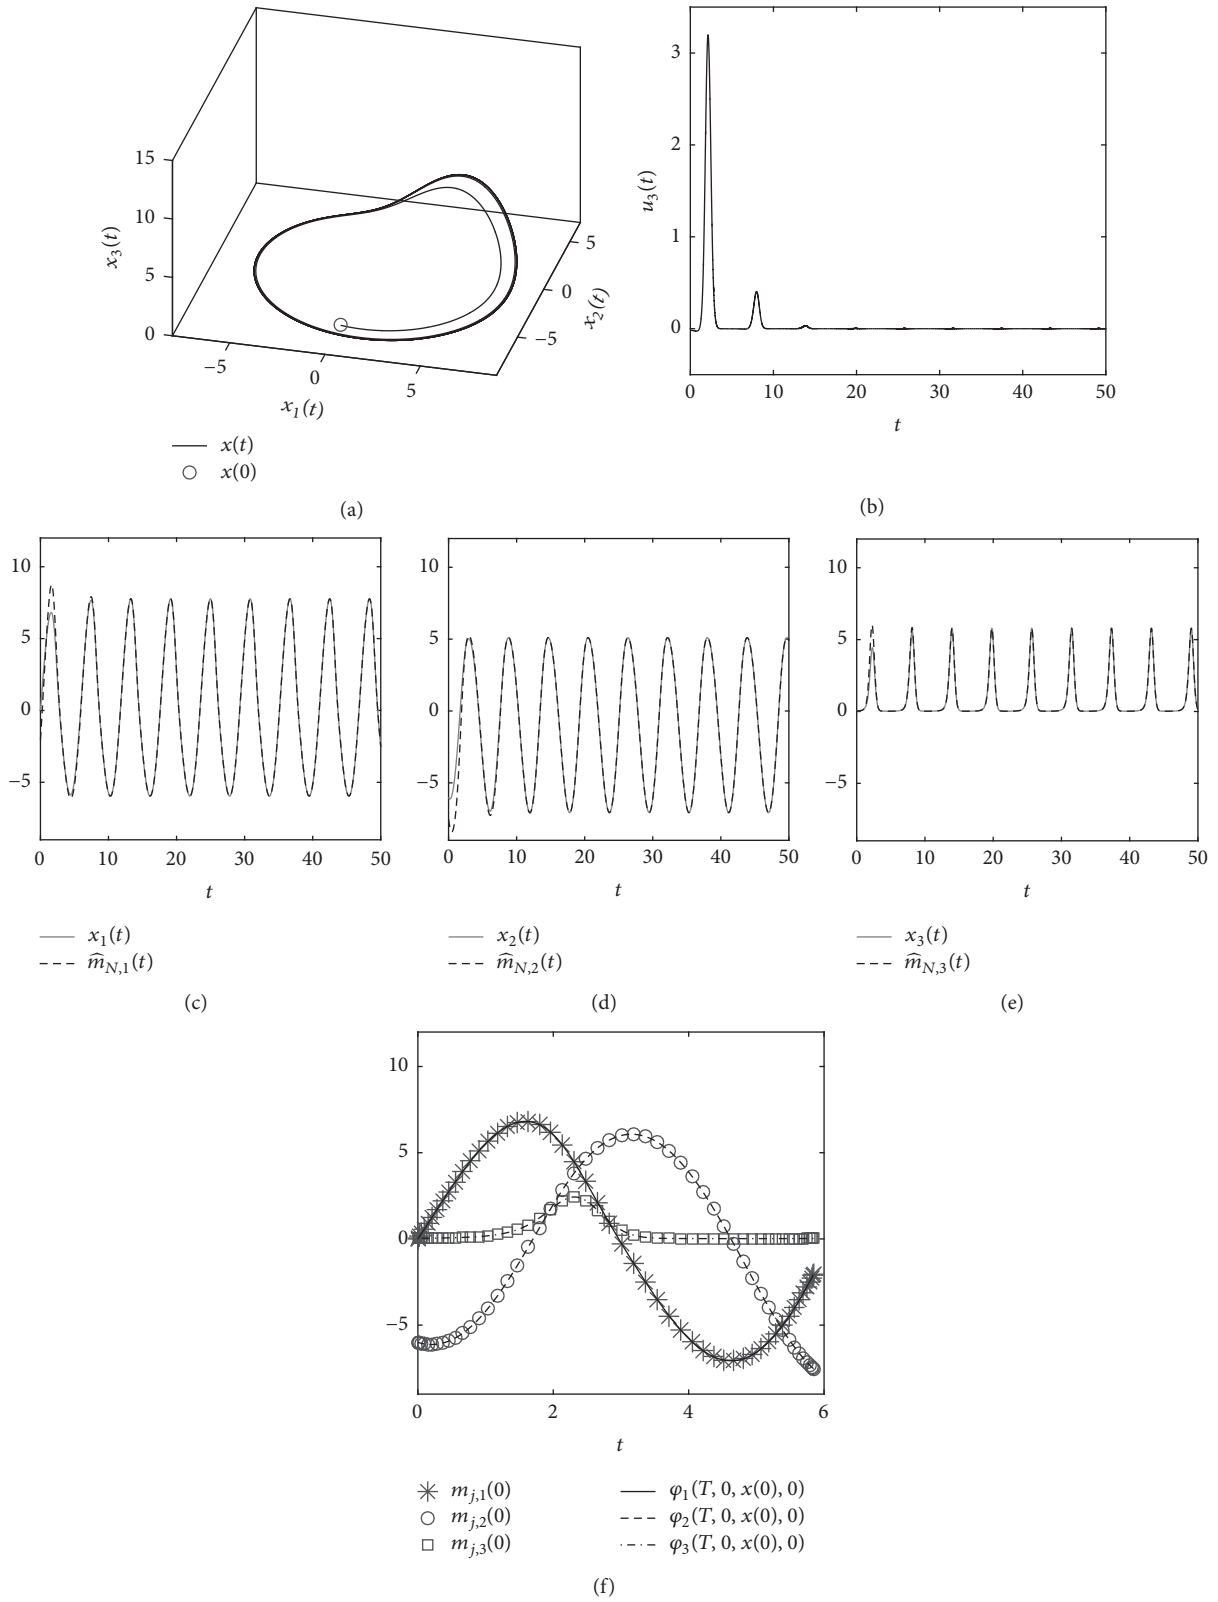 15
10
5
0
x₃(t)
−5
0
5
x₁(t)
5
0
−5
x₂(t)
x(t)
x(0)
(a)
3
2
1
0
u₃(t)
0 10 20 30 40 50
t
(b)
10
5
0
−5
0 10 20 30 40 50
t
x₁(t)
m̂_{N,1}(t)
(c)
10
5
0
−5
0 10 20 30 40 50
t
x₂(t)
m̂_{N,2}(t)
(d)
10
5
0
−5
0 10 20 30 40 50
t
x₃(t)
m̂_{N,3}(t)
(e)
10
5
0
−5
0 2 4 6
t
m_{j,1}(0)
m_{j,2}(0)
m_{j,3}(0)
φ₁(T, 0, x(0), 0)
φ₂(T, 0, x(0), 0)
φ₃(T, 0, x(0), 0)
(f)